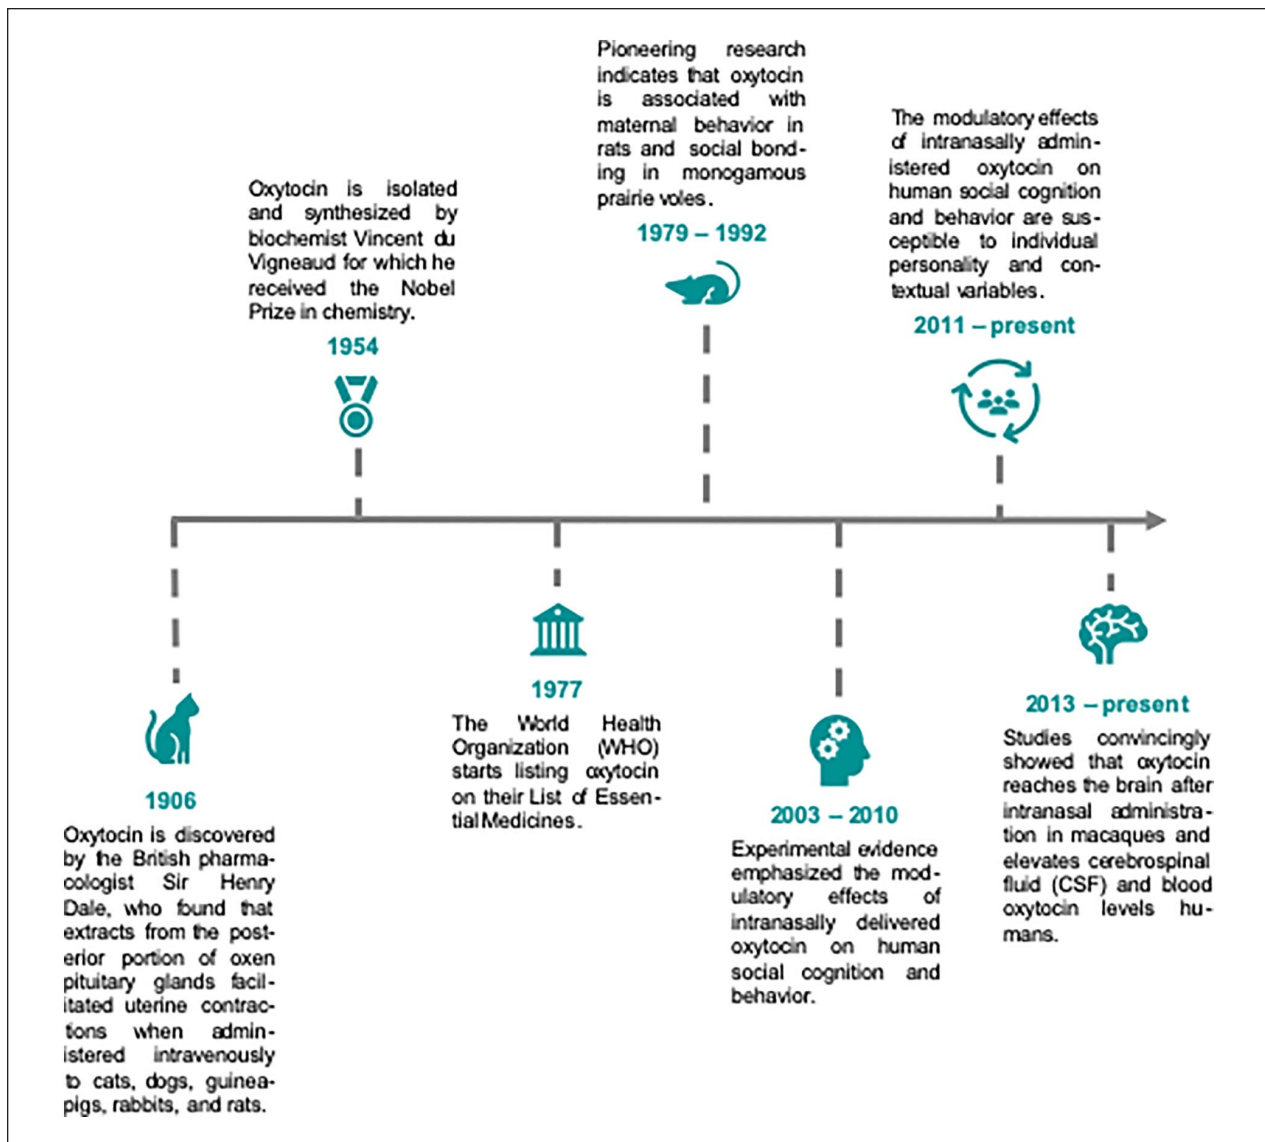 Pioneering research
indicates that oxytocin
is associated with
maternal behavior in
rats and social bond-
ing in monogamous
prairie voles.
1979 – 1992
The modulatory effects
of intranasally admin-
istered oxytocin on
human social cognition
and behavior are sus-
ceptible to individual
personality and con-
textual variables.
2011 – present
Oxytocin is isolated
and synthesized by
biochemist Vincent du
Vigneaud for which he
received the Nobel
Prize in chemistry.
1954
1906
Oxytocin is discovered
by the British pharma-
cologist Sir Henry
Dale, who found that
extracts from the post-
erior portion of oxen
pituitary glands facil-
itated uterine contrac-
tions when admin-
istered intravenously
to cats, dogs, guinea-
pigs, rabbits, and rats.
1977
The World Health
Organization (WHO)
starts listing oxytocin
on their List of Essen-
tial Medicines.
2003 – 2010
Experimental evidence
emphasized the mod-
ulatory effects of
intranasally delivered
oxytocin on human
social cognition and
behavior.
2013 – present
Studies convincingly
showed that oxytocin
reaches the brain after
intranasal administra-
tion in macaques and
elevates cerebrospinal
fluid (CSF) and blood
oxytocin levels hu-
mans.